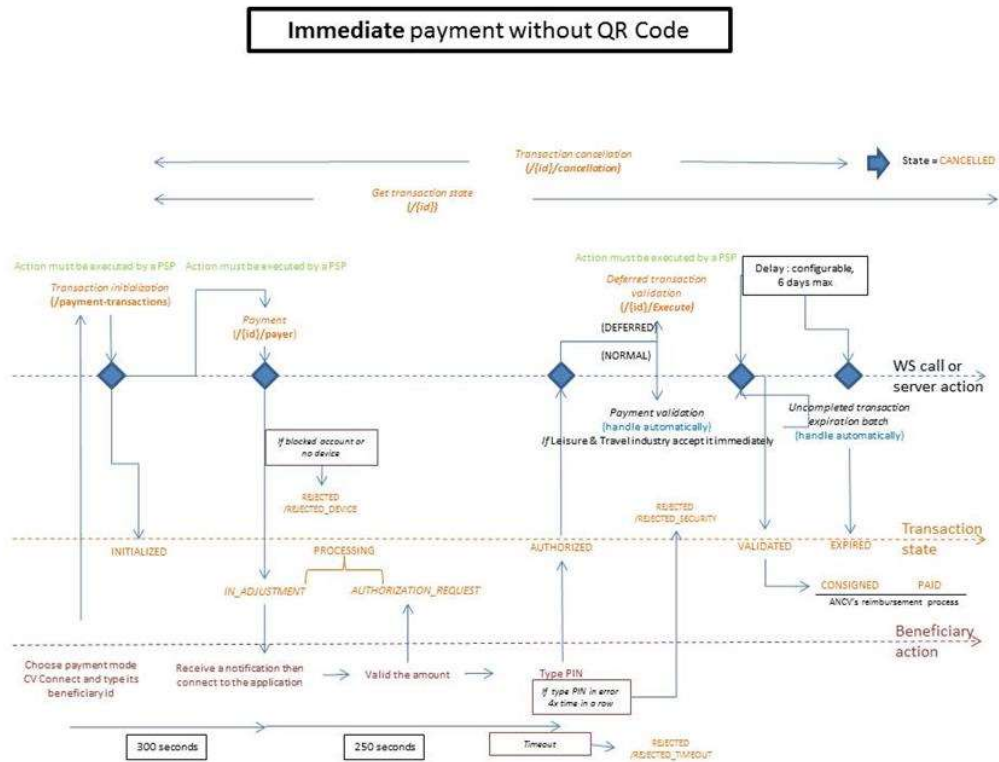 Immediate payment without QR Code
Transaction cancellation
(/{id}/cancellation)
State = CANCELLED
Get transaction state
(/{id})
Action must be executed by a PSP
Transaction initialization
(/payment-transactions)
Action must be executed by a PSP
Payment
(/{id}/payer)
Action must be executed by a PSP
Deferred transaction
validation
(/{id}/Execute)
Delay : configurable,
6 days max
(DEFERRED)
(NORMAL)
WS call or
server action
Payment validation
(handle automatically)
If Leisure & Travel industry accept it immediately
Uncompleted transaction
expiration batch
(handle automatically)
If blocked account or
no device
REJECTED
/REJECTED_DEVICE
REJECTED
/REJECTED_SECURITY
INITIALIZED
PROCESSING
AUTHORIZED
VALIDATED
EXPIRED
Transaction
state
IN_ADJUSTMENT
AUTHORIZATION_REQUEST
CONSIGNED
PAID
ANCV's reimbursement process
Beneficiary
action
Choose payment mode
CV Connect and type its
beneficiary Id
Receive a notification then
connect to the application
Valid the amount
Type PIN
If type PIN in error
4x time in a row
300 seconds
250 seconds
Timeout
REJECTED
/REJECTED_TIMEOUT